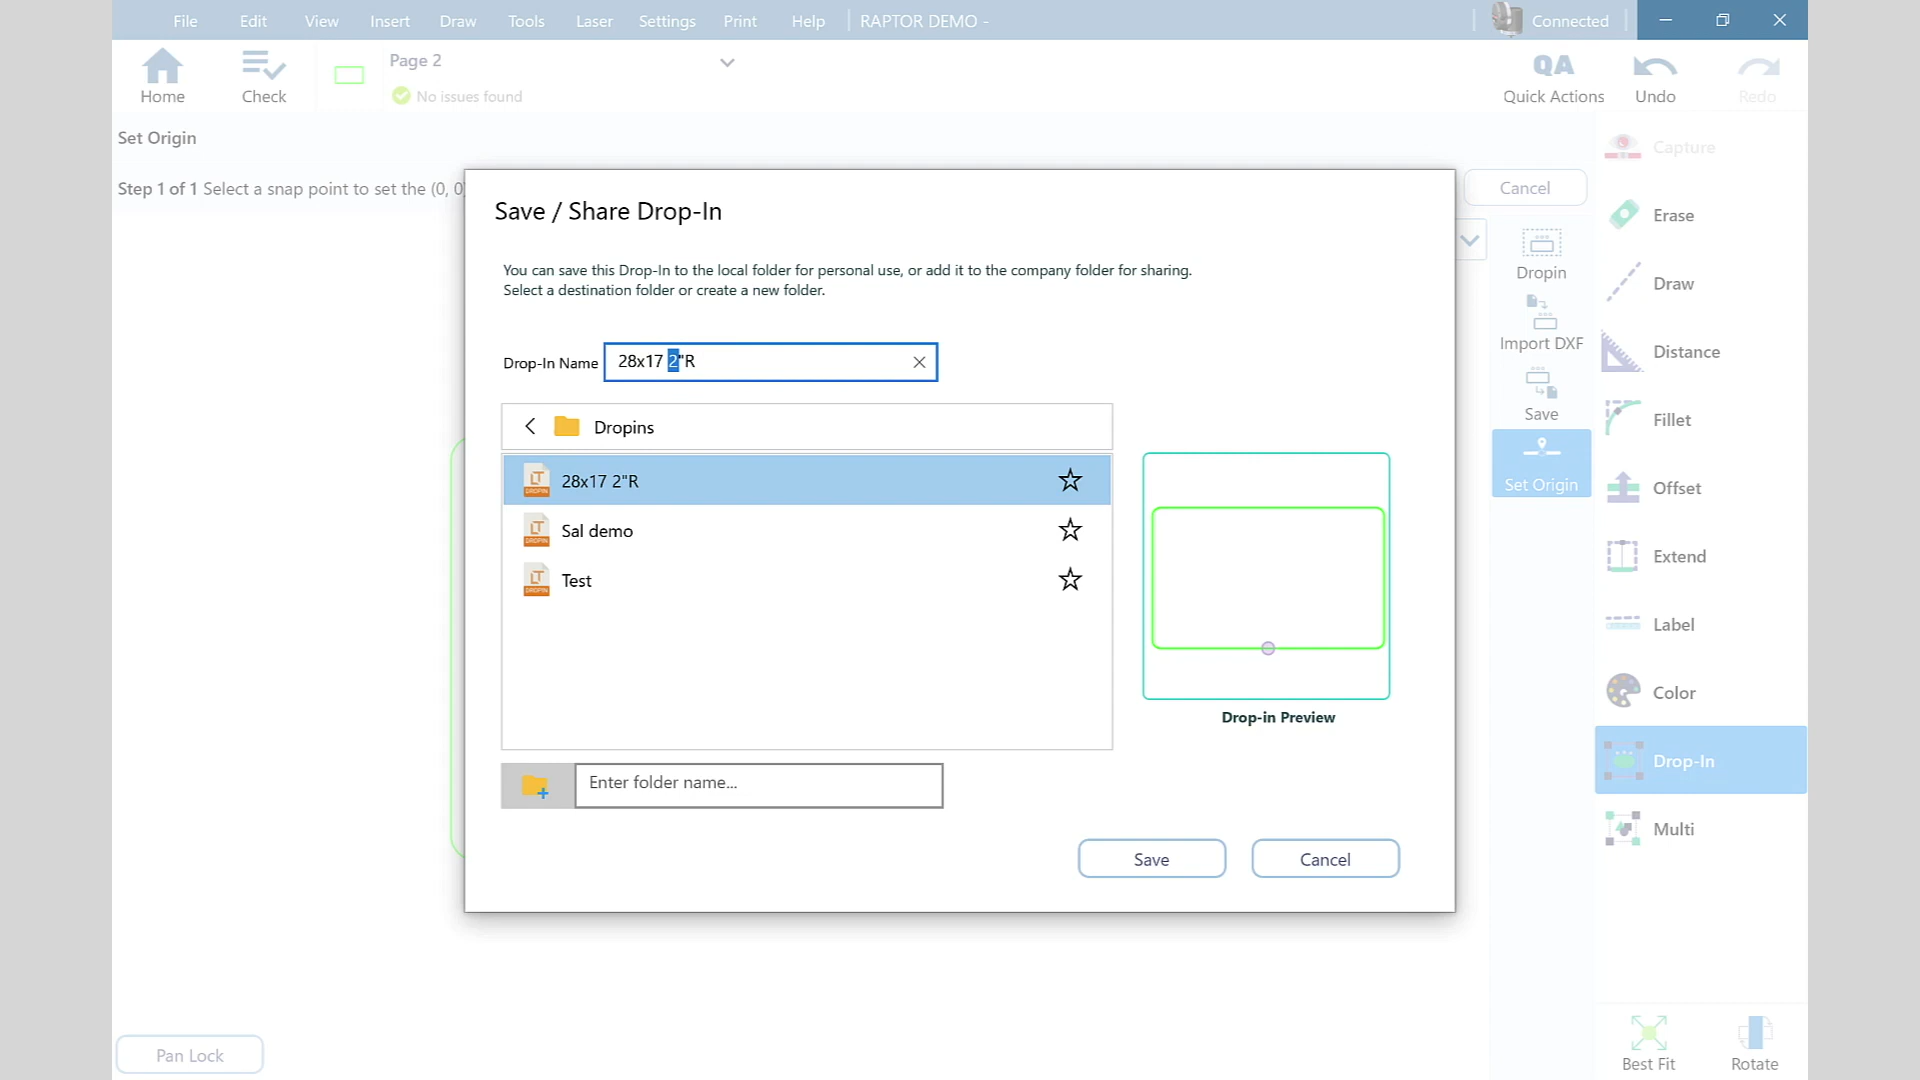 File Edit View Insert Draw Tools Laser Settings Print Help RAPTOR DEMO - Connected
Home
Check
Page 2
No issues found
QA
Quick Actions
Undo
Redo
Set Origin
Step 1 of 1 Select a snap point to set the (0, 0)
Cancel
Save / Share Drop-In
You can save this Drop-In to the local folder for personal use, or add it to the company folder for sharing.
Select a destination folder or create a new folder.
Drop-In Name 28x17 2"R
Dropins
LT DROPIN 28x17 2"R
LT DROPIN Sal demo
LT DROPIN Test
Drop-in Preview
Enter folder name...
Save
Cancel
Dropin
Import DXF
Save
Set Origin
Capture
Erase
Draw
Distance
Fillet
Offset
Extend
Label
Color
Drop-In
Multi
Pan Lock
Best Fit
Rotate